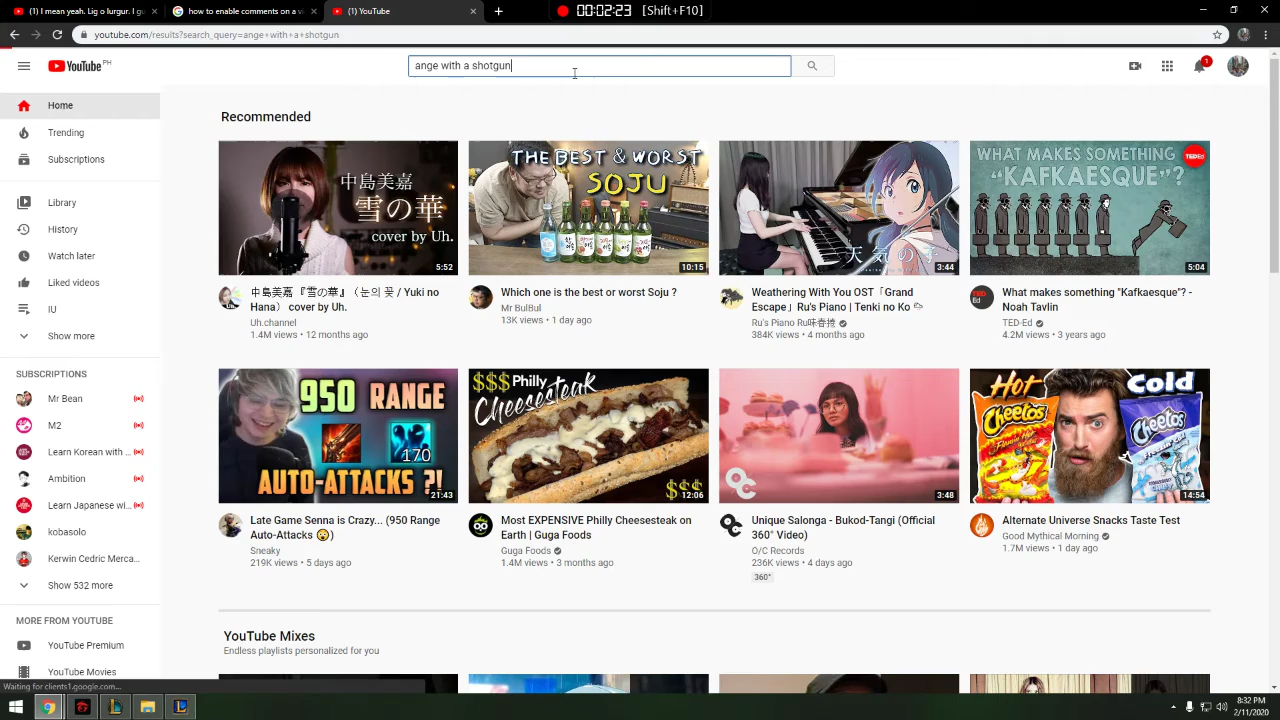 (1) I mean yeah. Lig o lurgur. I gu
how to enable comments on a vi
(1) YouTube
00:02:23 [Shift+F10]
youtube.com/results?search_query=ange+with+a+shotgun
YouTube PH
ange with a shotgun
1
Home
Trending
Subscriptions
Library
History
Watch later
Liked videos
IU
Show more
SUBSCRIPTIONS
Mr Bean
M2
Learn Korean with ...
Ambition
Learn Japanese wi...
kobasolo
Kerwin Cedric Merca...
Show 532 more
MORE FROM YOUTUBE
YouTube Premium
YouTube Movies
Recommended
中島美嘉
雪の華
cover by Uh.
5:52
中島美嘉 『雪の華』（눈의 꽃 / Yuki no
Hana） cover by Uh.
Uh.channel
1.4M views • 12 months ago
THE BEST & WORST
SOJU
10:15
Which one is the best or worst Soju ?
Mr BulBul
13K views • 1 day ago
天気の子
3:44
Weathering With You OST「Grand
Escape」Ru's Piano | Tenki no Ko
Ru's Piano Ru味春捲
384K views • 4 months ago
WHAT MAKES SOMETHING
"KAFKAESQUE"?
TEDEd
5:04
What makes something "Kafkaesque"? -
Noah Tavlin
TED-Ed
4.2M views • 3 years ago
950 RANGE
170
AUTO-ATTACKS ?!
21:43
Late Game Senna is Crazy... (950 Range
Auto-Attacks 😲)
Sneaky
219K views • 5 days ago
$$$ Philly
Cheesesteak
$$$
12:06
Most EXPENSIVE Philly Cheesesteak on
Earth | Guga Foods
Guga Foods
1.4M views • 3 months ago
3:48
Unique Salonga - Bukod-Tangi (Official
360° Video)
O/C Records
236K views • 4 days ago
360°
Hot
Cold
Cheetos
Cheetos
14:54
Alternate Universe Snacks Taste Test
Good Mythical Morning
1.7M views • 1 day ago
YouTube Mixes
Endless playlists personalized for you
Waiting for clients1.google.com...
8:32 PM
2/11/2020